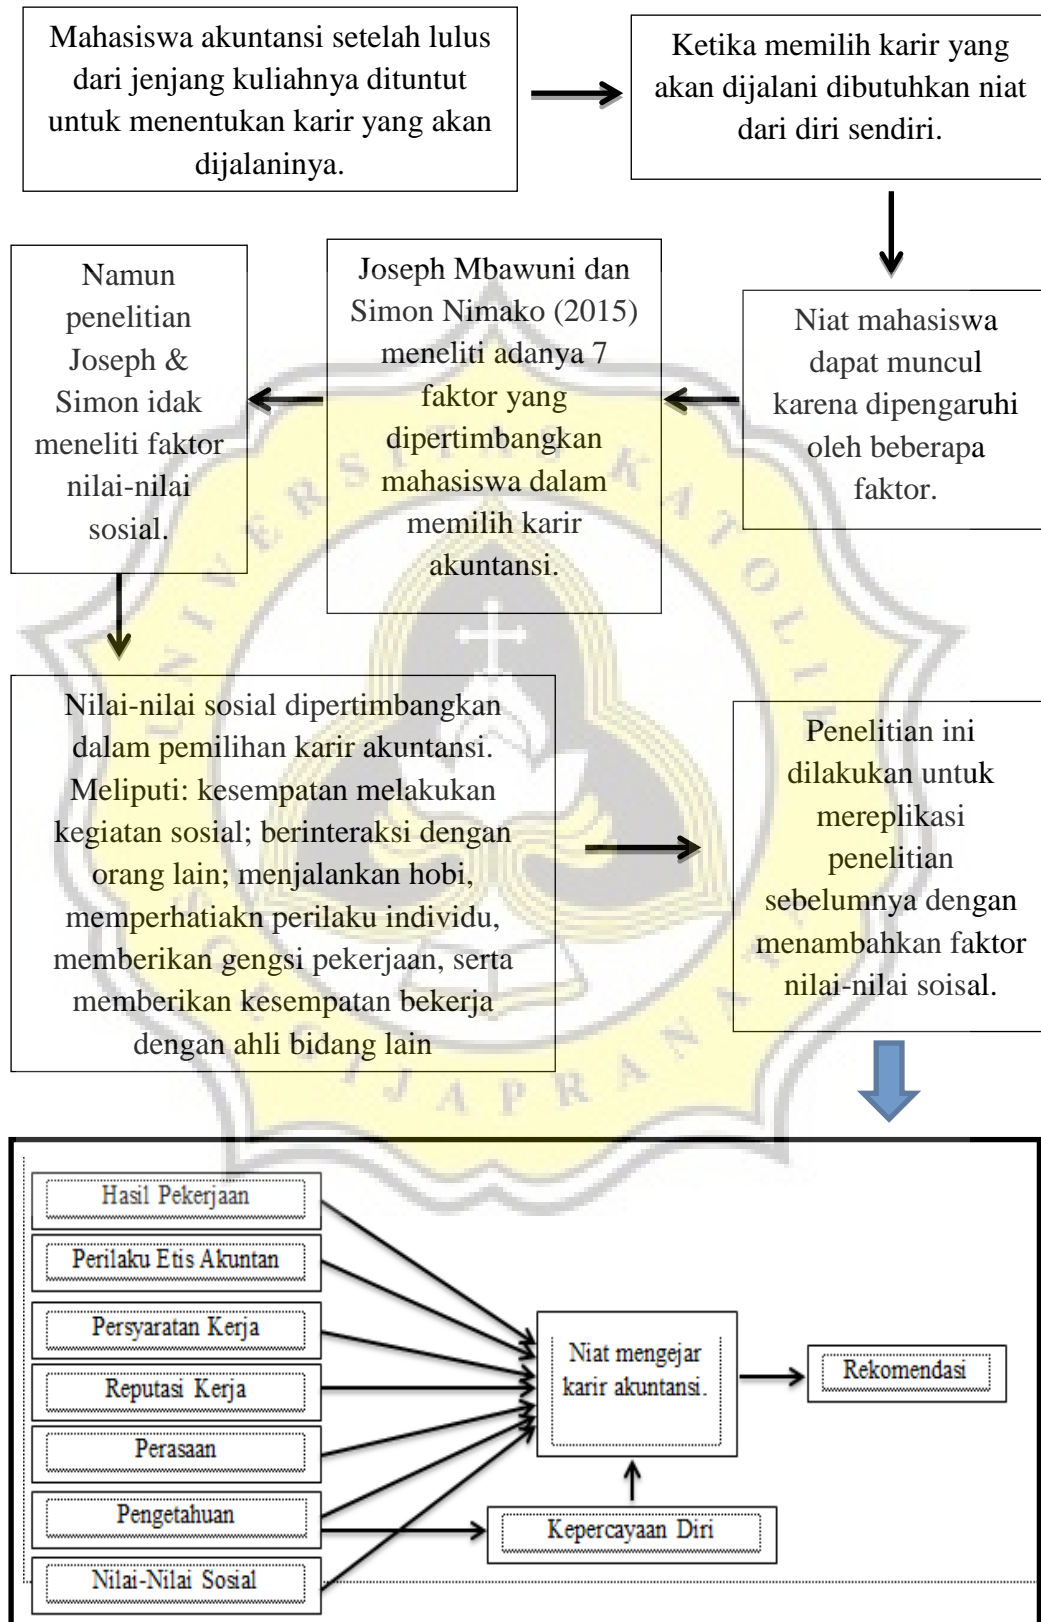 Mahasiswa akuntansi setelah lulus
dari jenjang kuliahnya dituntut
untuk menentukan karir yang akan
dijalaninya.
Ketika memilih karir yang
akan dijalani dibutuhkan niat
dari diri sendiri.
Niat mahasiswa
dapat muncul
karena dipengaruhi
oleh beberapa
faktor.
Joseph Mbawuni dan
Simon Nimako (2015)
meneliti adanya 7
faktor yang
dipertimbangkan
mahasiswa dalam
memilih karir
akuntansi.
Namun
penelitian
Joseph &
Simon idak
meneliti faktor
nilai-nilai
sosial.
Nilai-nilai sosial dipertimbangkan
dalam pemilihan karir akuntansi.
Meliputi: kesempatan melakukan
kegiatan sosial; berinteraksi dengan
orang lain; menjalankan hobi,
memperhatiakn perilaku individu,
memberikan gengsi pekerjaan, serta
memberikan kesempatan bekerja
dengan ahli bidang lain
Penelitian ini
dilakukan untuk
mereplikasi
penelitian
sebelumnya dengan
menambahkan faktor
nilai-nilai soisal.
Hasil Pekerjaan
Perilaku Etis Akuntan
Persyaratan Kerja
Reputasi Kerja
Perasaan
Pengetahuan
Nilai-Nilai Sosial
Niat mengejar
karir akuntansi.
Kepercayaan Diri
Rekomendasi
UNIVERSITAS KATOLIK
SOEGIJAPRANATA